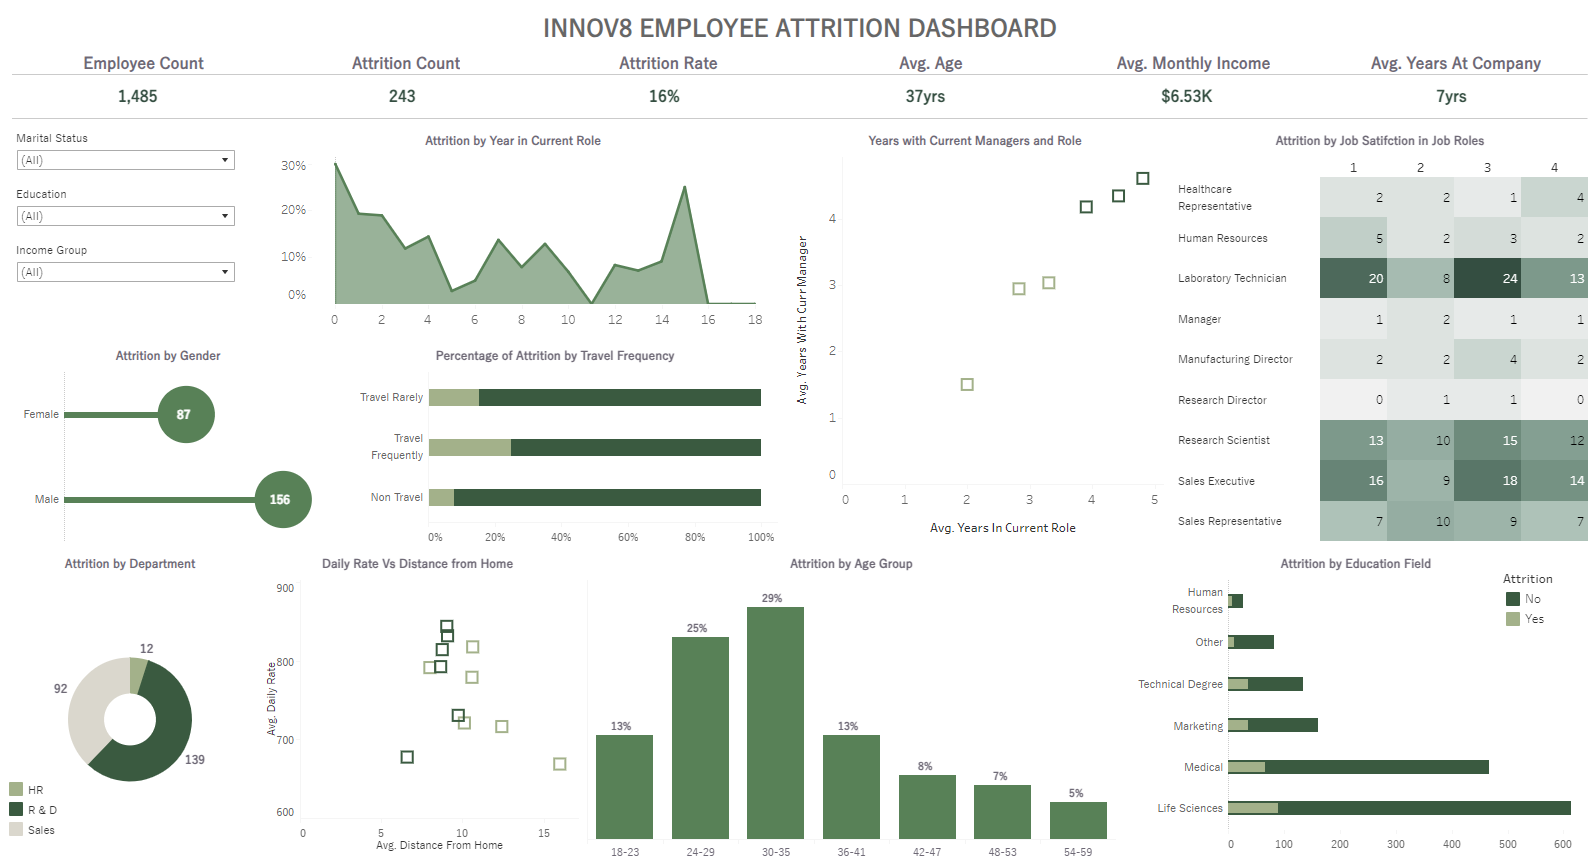 INNOV8 EMPLOYEE ATTRITION DASHBOARD
Employee Count
Attrition Count
Attrition Rate
Avg. Age
Avg. Monthly Income
Avg. Years At Company
1,485
243
16%
37yrs
$6.53K
7yrs
Marital Status
(All)
Education
(All)
Income Group
(All)
Attrition by Year in Current Role
30%
20%
10%
0%
0 2 4 6 8 10 12 14 16 18
Years with Current Managers and Role
Avg. Years With Curr Manager
4
3
2
1
0
0 1 2 3 4 5
Avg. Years In Current Role
Attrition by Job Satifction in Job Roles
1 2 3 4
Healthcare
Representative
2 2 1 4
Human Resources 5 2 3 2
Laboratory Technician 20 8 24 13
Manager 1 2 1 1
Manufacturing Director 2 2 4 2
Research Director 0 1 1 0
Research Scientist 13 10 15 12
Sales Executive 16 9 18 14
Sales Representative 7 10 9 7
Attrition by Gender
Female 87
Male 156
Percentage of Attrition by Travel Frequency
Travel Rarely
Travel
Frequently
Non Travel
0% 20% 40% 60% 80% 100%
Attrition by Department
12
92
139
HR
R & D
Sales
Daily Rate Vs Distance from Home
Avg. Daily Rate
900
800
700
600
0 5 10 15
Avg. Distance From Home
Attrition by Age Group
13%
25%
29%
13%
8%
7%
5%
18-23 24-29 30-35 36-41 42-47 48-53 54-59
Attrition by Education Field
Human
Resources
Other
Technical Degree
Marketing
Medical
Life Sciences
0 100 200 300 400 500 600
Attrition
No
Yes